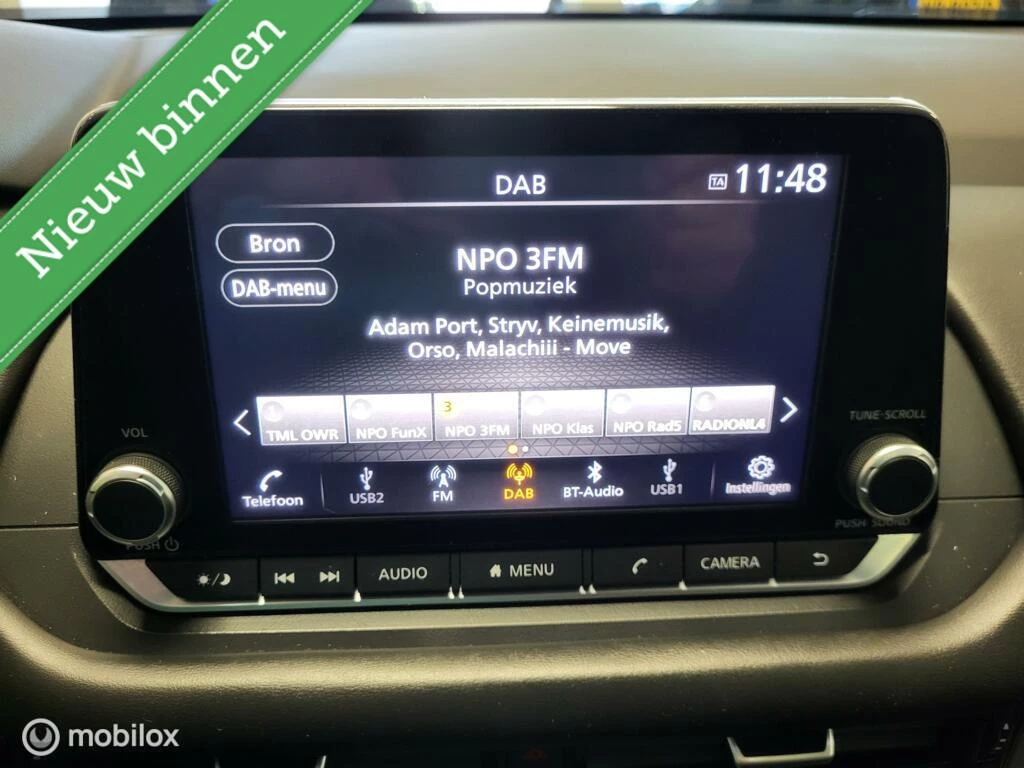 Nieuw binnen
DAB
TA 11:48
Bron
DAB-menu
NPO 3FM
Popmuziek
Adam Port, Stryv, Keinemusik,
Orso, Malachiii - Move
3
TML OWR NPO FunX NPO 3FM NPO Klas NPO Rad5 RADIONL4
Telefoon USB2 FM DAB BT-Audio USB1 Instellingen
VOL
PUSH
TUNE-SCROLL
PUSH SOUND
AUDIO MENU CAMERA
mobilox